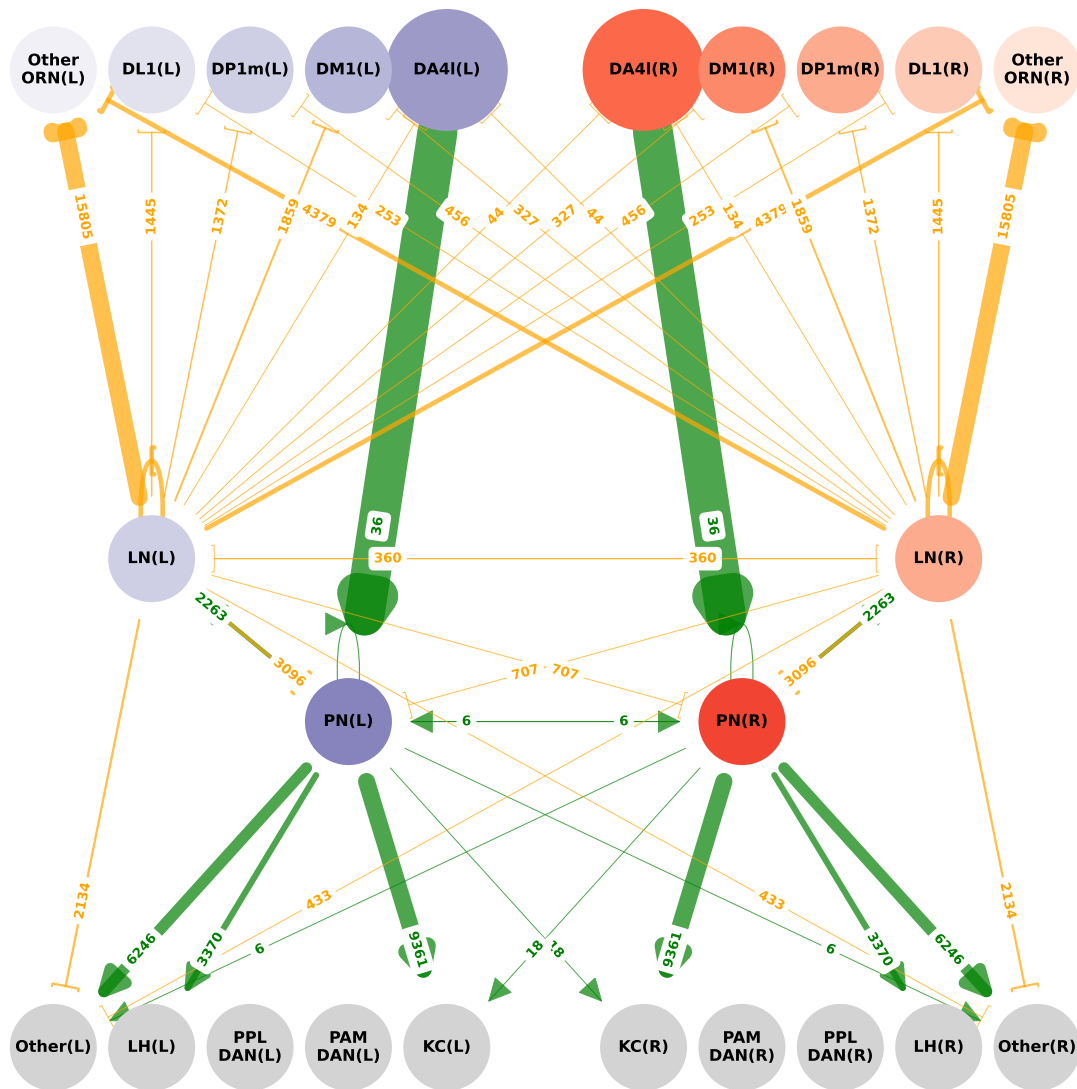 Other
ORN(L)
DL1(L)
DP1m(L)
DM1(L)
DA4l(L)
DA4l(R)
DM1(R)
DP1m(R)
DL1(R)
Other
ORN(R)
15805
1445
1372
1859
4379
134
253
456
44
327
327
44
456
253
134
4379
1859
1372
1445
15805
36
36
LN(L)
360
360
LN(R)
2263
2263
3096
707
707
3096
PN(L)
6
6
PN(R)
2134
433
433
2134
6246
3370
6
9361
18
18
9361
6
3370
6246
Other(L)
LH(L)
PPL
DAN(L)
PAM
DAN(L)
KC(L)
KC(R)
PAM
DAN(R)
PPL
DAN(R)
LH(R)
Other(R)